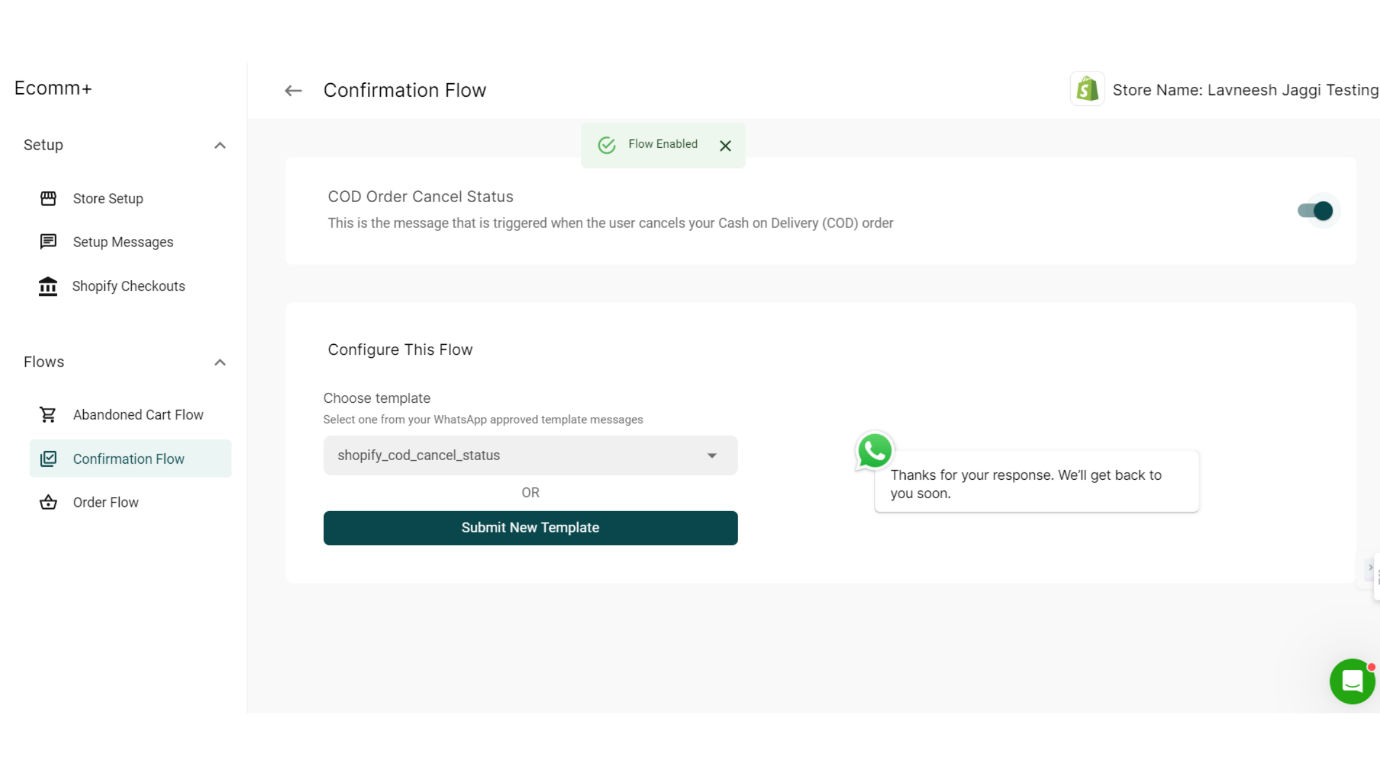 Ecomm+
Setup
Store Setup
Setup Messages
Shopify Checkouts
Flows
Abandoned Cart Flow
Confirmation Flow
Order Flow
Confirmation Flow
Store Name: Lavneesh Jaggi Testing
Flow Enabled
COD Order Cancel Status
This is the message that is triggered when the user cancels your Cash on Delivery (COD) order
Configure This Flow
Choose template
Select one from your WhatsApp approved template messages
shopify_cod_cancel_status
OR
Submit New Template
Thanks for your response. We'll get back to
you soon.